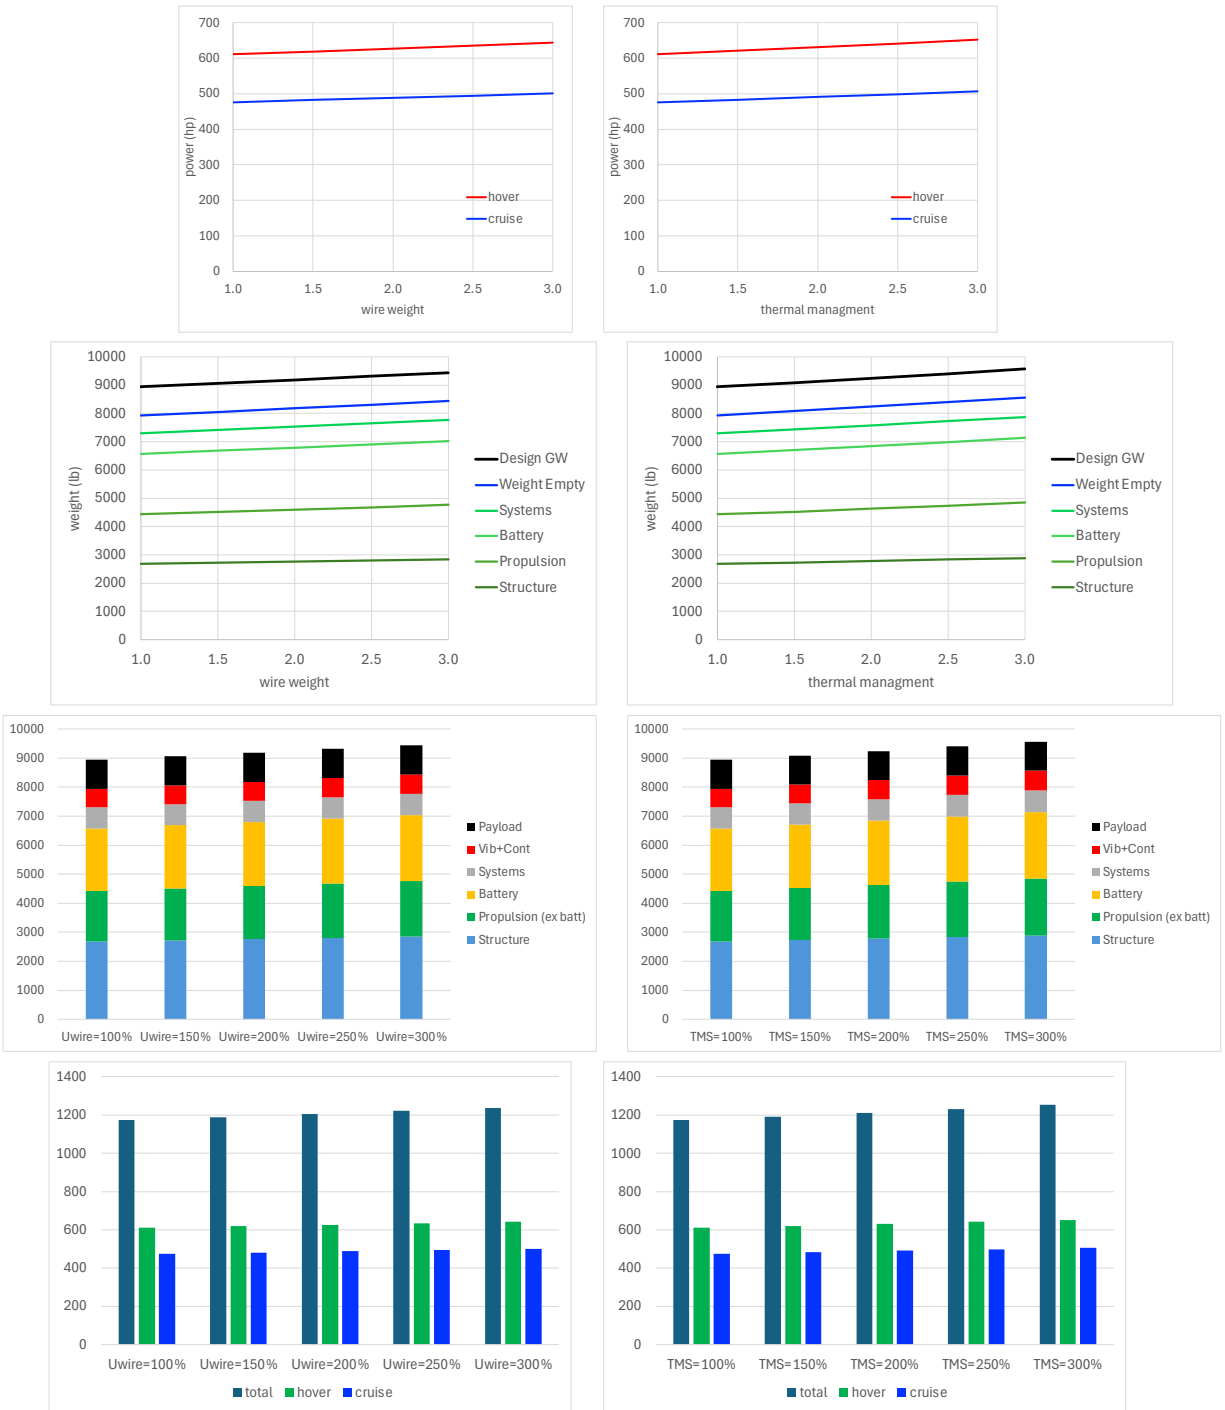 700
600
500
400
300
200
100
0
power (hp)
hover
cruise
1.0 1.5 2.0 2.5 3.0
wire weight
700
600
500
400
300
200
100
0
power (hp)
hover
cruise
1.0 1.5 2.0 2.5 3.0
thermal managment
10000
9000
8000
7000
6000
5000
4000
3000
2000
1000
0
weight (lb)
Design GW
Weight Empty
Systems
Battery
Propulsion
Structure
1.0 1.5 2.0 2.5 3.0
wire weight
10000
9000
8000
7000
6000
5000
4000
3000
2000
1000
0
weight (lb)
Design GW
Weight Empty
Systems
Battery
Propulsion
Structure
1.0 1.5 2.0 2.5 3.0
thermal managment
10000
9000
8000
7000
6000
5000
4000
3000
2000
1000
0
Payload
Vib+Cont
Systems
Battery
Propulsion (ex batt)
Structure
Uwire=100% Uwire=150% Uwire=200% Uwire=250% Uwire=300%
10000
9000
8000
7000
6000
5000
4000
3000
2000
1000
0
Payload
Vib+Cont
Systems
Battery
Propulsion (ex batt)
Structure
TMS=100% TMS=150% TMS=200% TMS=250% TMS=300%
1400
1200
1000
800
600
400
200
0
Uwire=100% Uwire=150% Uwire=200% Uwire=250% Uwire=300%
total hover cruise
1400
1200
1000
800
600
400
200
0
TMS=100% TMS=150% TMS=200% TMS=250% TMS=300%
total hover cruise